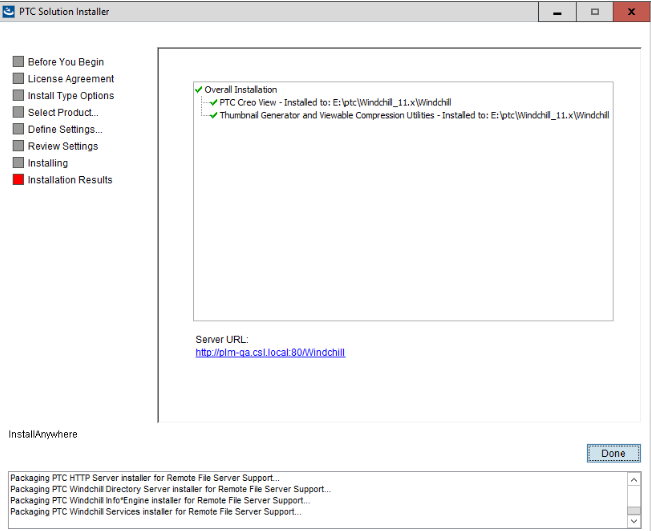 PTC Solution Installer
Before You Begin
License Agreement
Install Type Options
Select Product...
Define Settings...
Review Settings
Installing
Installation Results
Overall Installation
PTC Creo View - Installed to: E:\ptc\Windchill_11.x\Windchill
Thumbnail Generator and Viewable Compression Utilities - Installed to: E:\ptc\Windchill_11.x\Windchill
Server URL:
http://plm-qa.csl.local:80/Windchill
InstallAnywhere
Done
Packaging PTC HTTP Server installer for Remote File Server Support...
Packaging PTC Windchill Directory Server installer for Remote File Server Support...
Packaging PTC Windchill Info*Engine installer for Remote File Server Support...
Packaging PTC Windchill Services installer for Remote File Server Support...